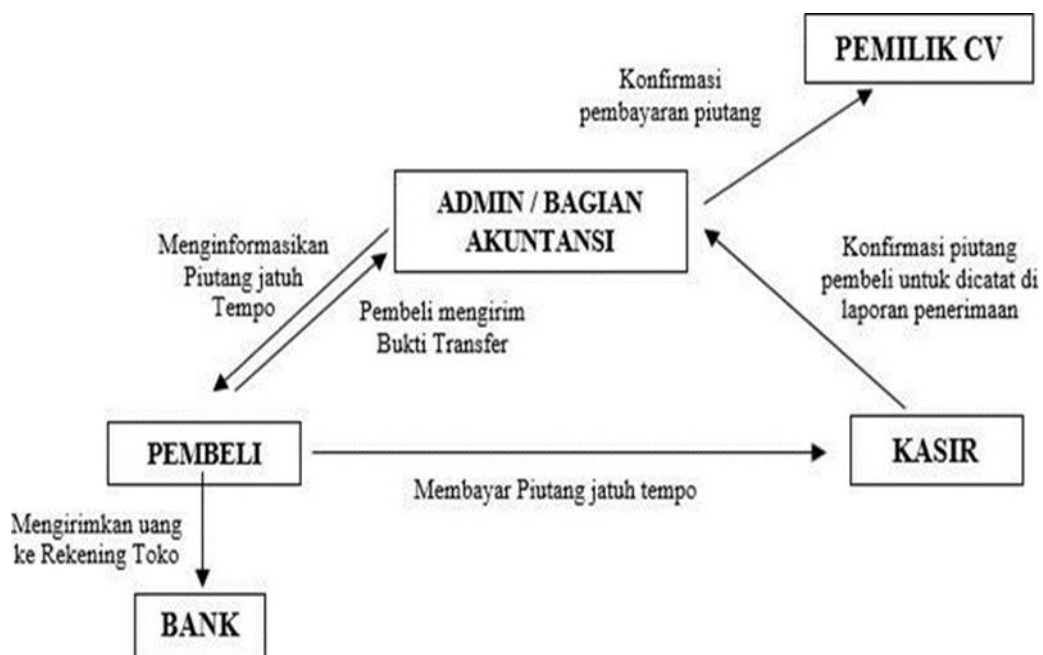 PEMILIK CV
Konfirmasi
pembayaran piutang
ADMIN / BAGIAN
AKUNTANSI
Menginformasikan
Piutang jatuh
Tempo
Pembeli mengirim
Bukti Transfer
Konfirmasi piutang
pembeli untuk dicatat di
laporan penerimaan
PEMBELI
KASIR
Membayar Piutang jatuh tempo
Mengirimkan uang
ke Rekening Toko
BANK